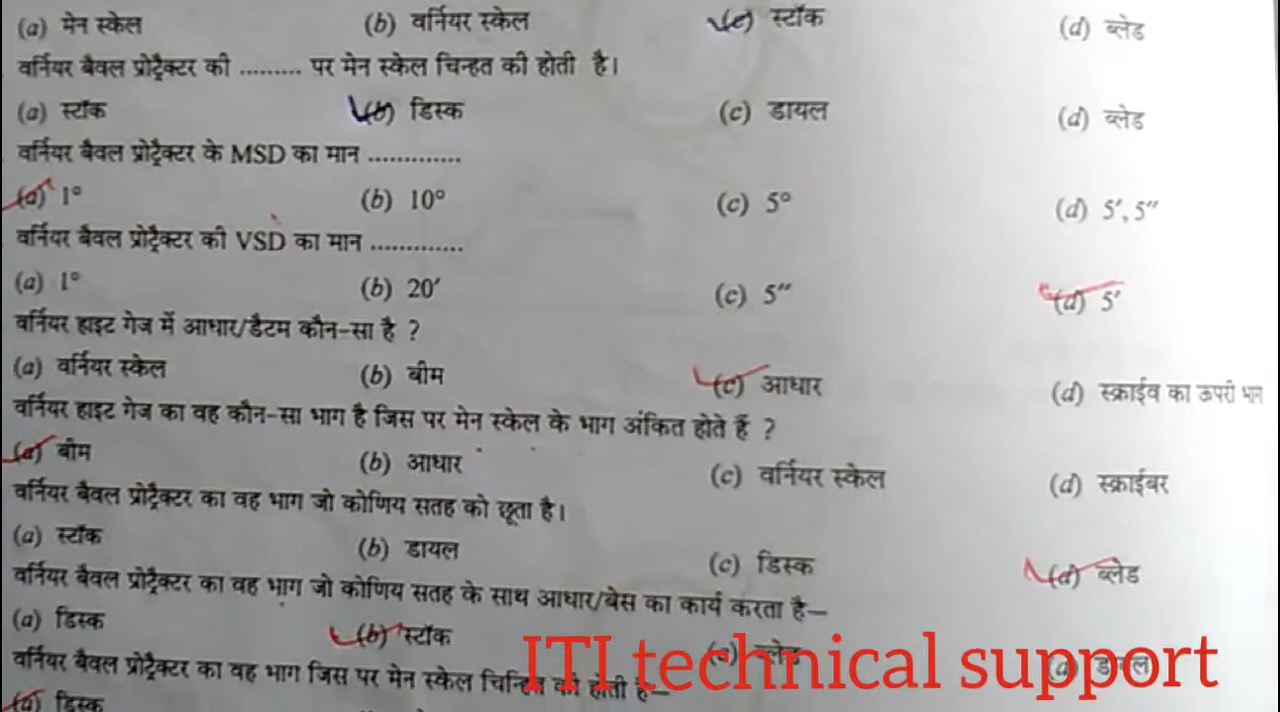 (a) मेन स्केल (b) वर्नियर स्केल (c) स्टॉक (d) ब्लेड
वर्नियर बैवल प्रोट्रैक्टर की ......... पर मेन स्केल चिन्हत की होती है।
(a) स्टॉक (b) डिस्क (c) डायल (d) ब्लेड
वर्नियर बैवल प्रोट्रैक्टर के MSD का मान .............
(a) 1° (b) 10° (c) 5° (d) 5′, 5″
वर्नियर बैवल प्रोट्रैक्टर की VSD का मान .............
(a) 1° (b) 20′ (c) 5″ (d) 5′
वर्नियर हाइट गेज में आधार/डैटम कौन-सा है ?
(a) वर्नियर स्केल (b) बीम (c) आधार (d) स्क्राईव का ऊपरी भाग
वर्नियर हाइट गेज का वह कौन-सा भाग है जिस पर मेन स्केल के भाग अंकित होते हैं ?
(a) बीम (b) आधार (c) वर्नियर स्केल (d) स्क्राईबर
वर्नियर बैवल प्रोट्रैक्टर का वह भाग जो कोणिय सतह को छूता है।
(a) स्टॉक (b) डायल (c) डिस्क (d) ब्लेड
वर्नियर बैवल प्रोट्रैक्टर का वह भाग जो कोणिय सतह के साथ आधार/बेस का कार्य करता है—
(a) डिस्क (b) स्टॉक (c) ब्लेड (d) डायल
ITI technical support
वर्नियर बैवल प्रोट्रैक्टर का वह भाग जिस पर मेन स्केल चिन्हित की होती है—
(a) डिस्क